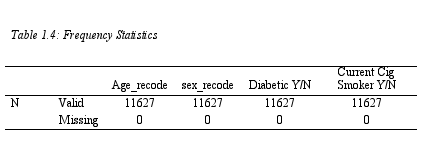 Table 1.4: Frequency Statistics
Current Cig
Age_recode sex_recode Diabetic Y/N Smoker Y/N
N Valid 11627 11627 11627 11627
Missing 0 0 0 0